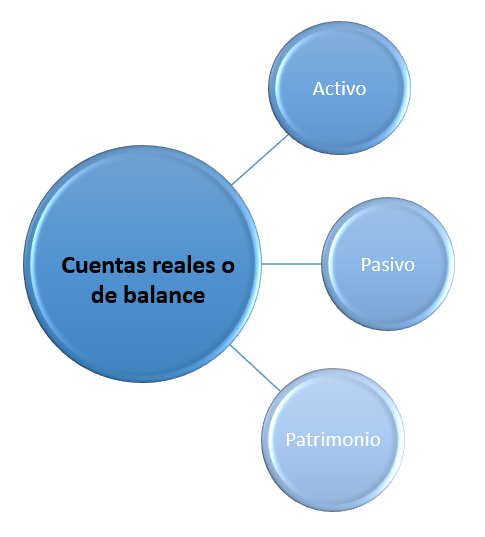 Activo
Cuentas reales o
de balance
Pasivo
Patrimonio